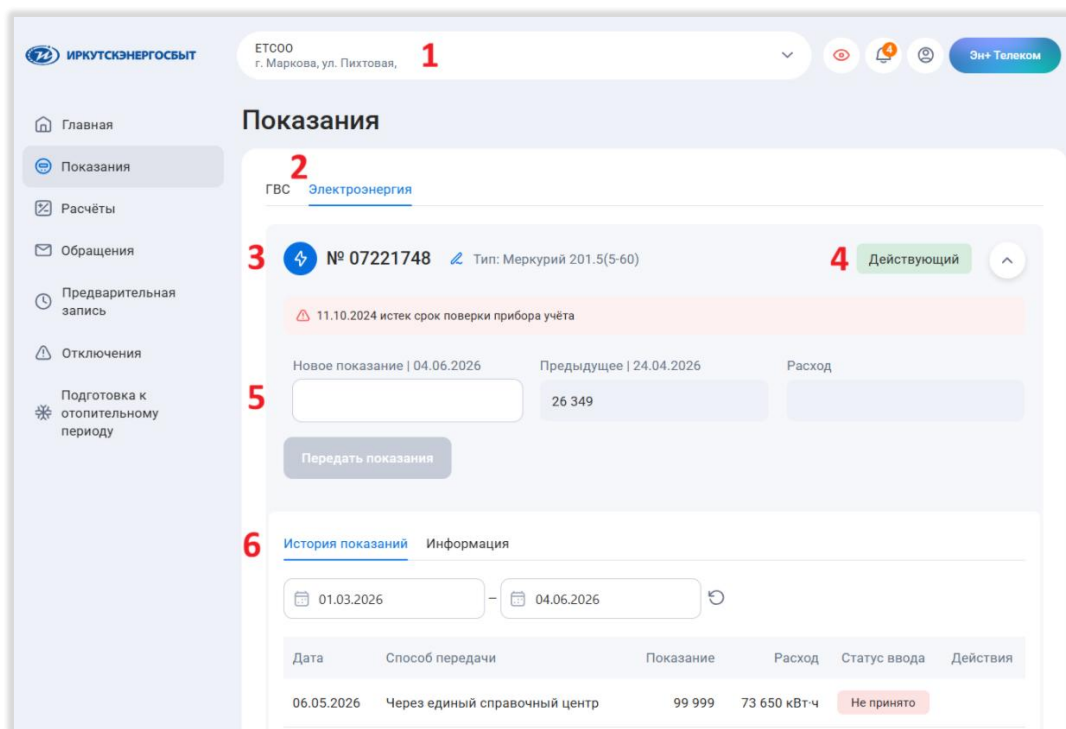 ИРКУТСКЭНЕРГОСБЫТ
ЕТСОО
г. Маркова, ул. Пихтовая,
1
4
Эн+ Телеком
Главная
Показания
Расчёты
Обращения
Предварительная
запись
Отключения
Подготовка к
отопительному
периоду
Показания
2
ГВС Электроэнергия
3 № 07221748 Тип: Меркурий 201.5(5-60) 4 Действующий
11.10.2024 истек срок поверки прибора учёта
Новое показание | 04.06.2026 Предыдущее | 24.04.2026 Расход
5 26 349
Передать показания
6 История показаний Информация
01.03.2026 – 04.06.2026
Дата Способ передачи Показание Расход Статус ввода Действия
06.05.2026 Через единый справочный центр 99 999 73 650 кВт·ч Не принято